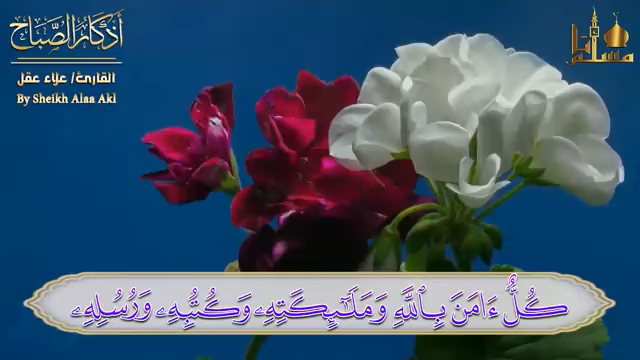 أذكار الصباح
القارئ/ علاء عقل
By Sheikh Alaa Akl
كُلٌّ ءَامَنَ بِٱللَّهِ وَمَلَـٰٓئِكَتِهِۦ وَكُتُبِهِۦ وَرُسُلِهِۦ